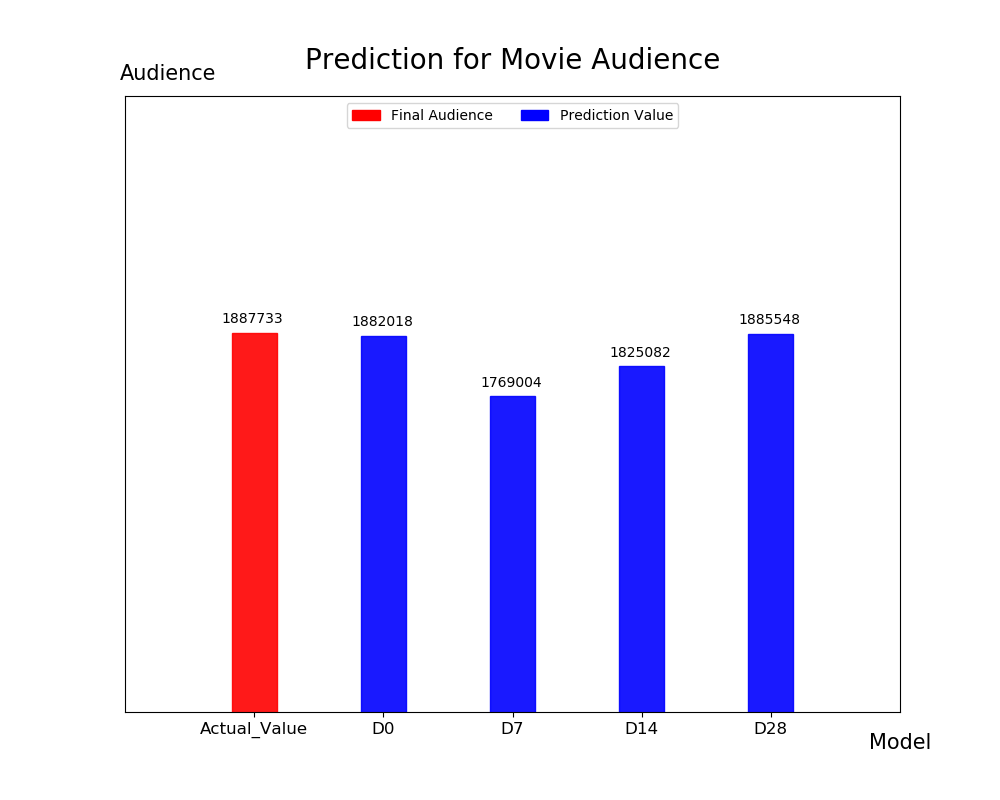 Prediction for Movie Audience
Audience
Final Audience Prediction Value
1887733 1882018 1769004 1825082 1885548
Actual_Value D0 D7 D14 D28
Model